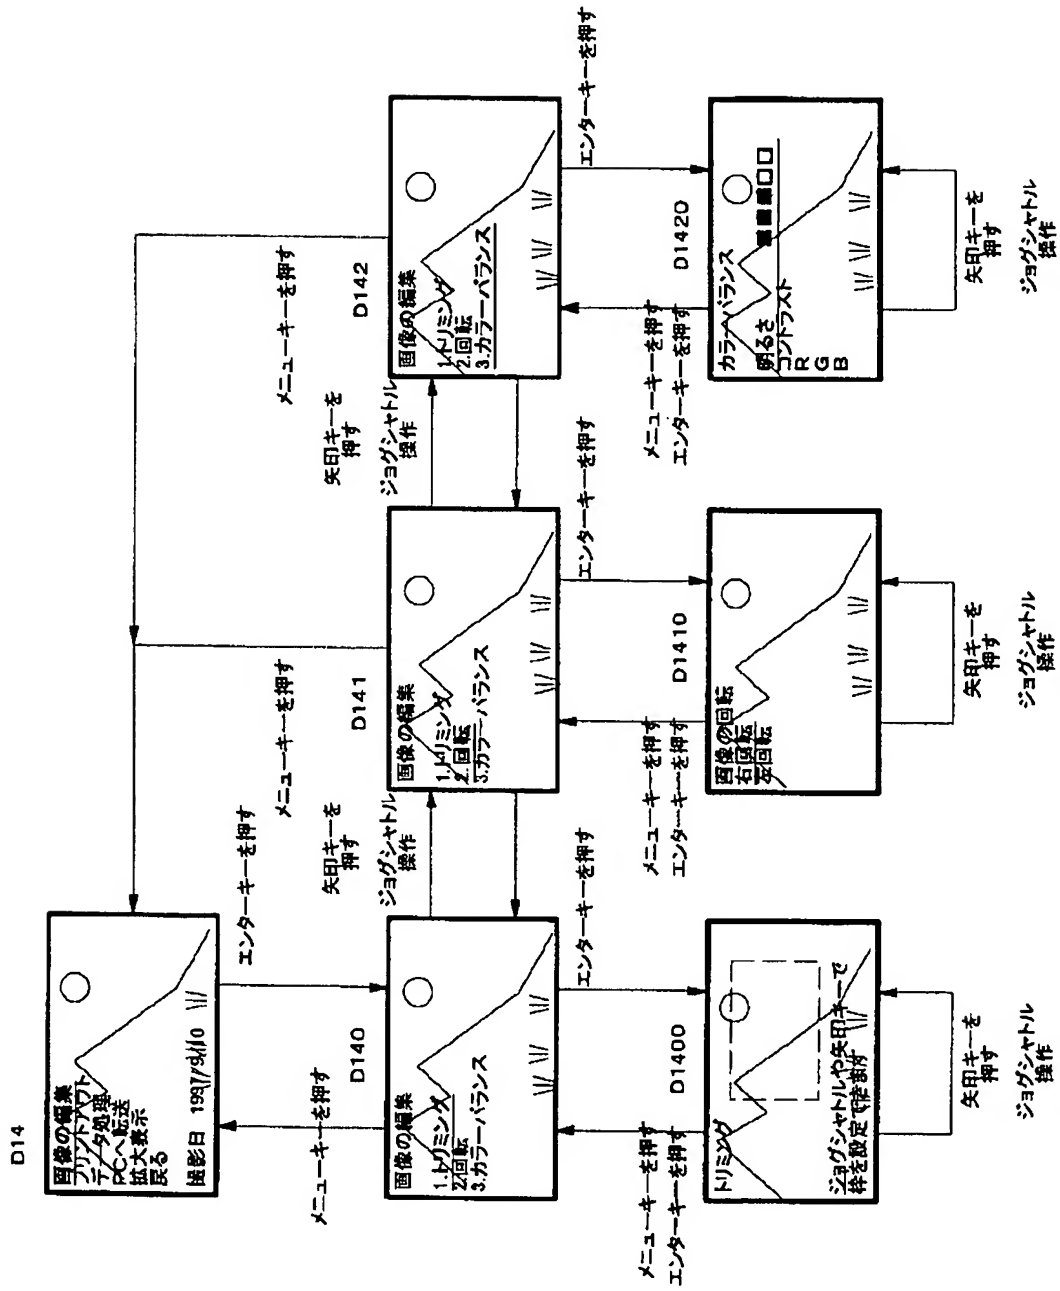 D14
画像の編集
プリントアウト
データ処理
PCへ転送
拡大表示
戻る
撮影日 1997/9/10
エンターキーを押す
メニューキーを押す
メニューキーを押す
メニューキーを押す
D140
画像の編集
1.トリミング
2.回転
3.カラーバランス
矢印キーを
押す
ジョグシャトル
操作
D141
画像の編集
1.トリミング
2.回転
3.カラーバランス
矢印キーを
押す
ジョグシャトル
操作
D142
画像の編集
1.トリミング
2.回転
3.カラーバランス
メニューキーを押す
エンターキーを押す
D1400
エンターキーを押す
トリミング
ジョグシャトルや矢印キーで
枠を設定できます
矢印キーを
押す
ジョグシャトル
操作
メニューキーを押す
エンターキーを押す
D1410
エンターキーを押す
画像の回転
右回転
左回転
矢印キーを
押す
ジョグシャトル
操作
メニューキーを押す
エンターキーを押す
D1420
エンターキーを押す
カラーバランス
明るさ
コントラスト
R G B
矢印キーを
押す
ジョグシャトル
操作